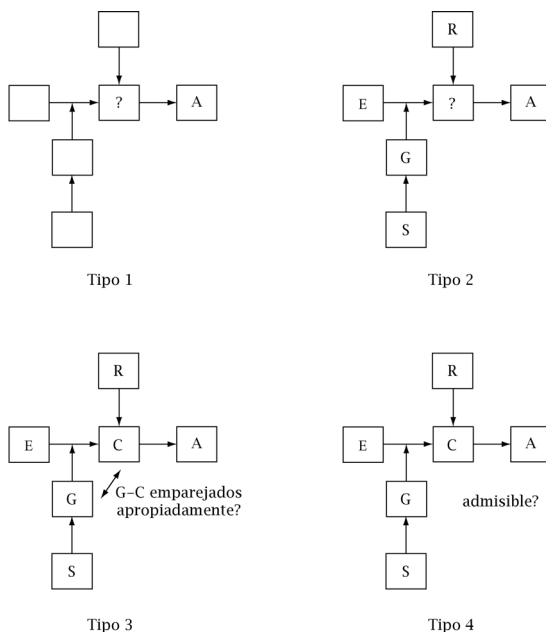 R
? A
E ? A
G
S
Tipo 1
Tipo 2
R
R
E C A
E C A
G
G–C emparejados
apropiadamente?
G
admisible?
S
S
Tipo 3
Tipo 4